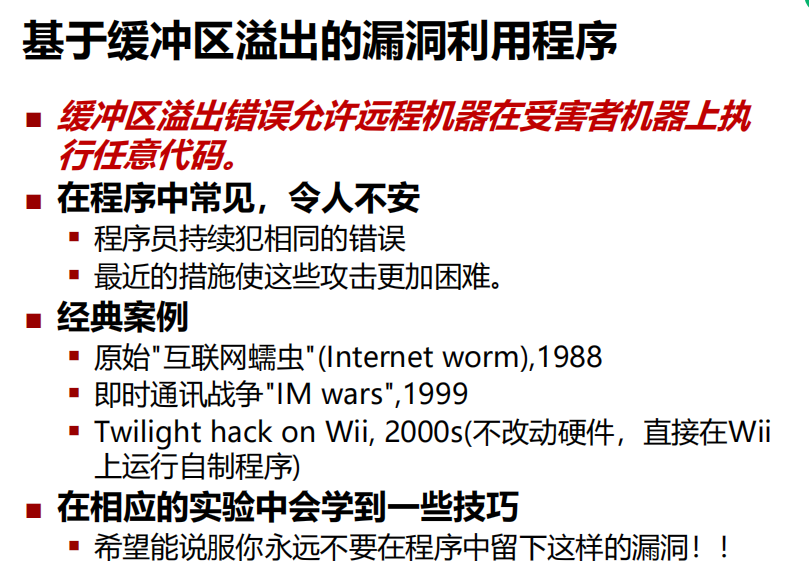 基于缓冲区溢出的漏洞利用程序
缓冲区溢出错误允许远程机器在受害者机器上执
行任意代码。
在程序中常见，令人不安
程序员持续犯相同的错误
最近的措施使这些攻击更加困难。
经典案例
原始"互联网蠕虫"(Internet worm),1988
即时通讯战争"IM wars",1999
Twilight hack on Wii, 2000s(不改动硬件，直接在Wii
上运行自制程序)
在相应的实验中会学到一些技巧
希望能说服你永远不要在程序中留下这样的漏洞！！